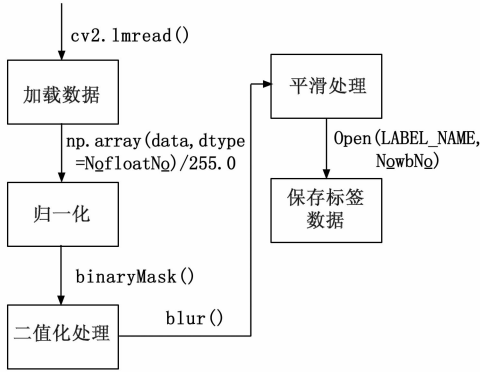 cv2.lmread()
加载数据
np.array(data,dtype
=NofloatNo)/255.0
归一化
binaryMask()
二值化处理
blur()
平滑处理
Open(LABEL_NAME,
NowbNo)
保存标签
数据